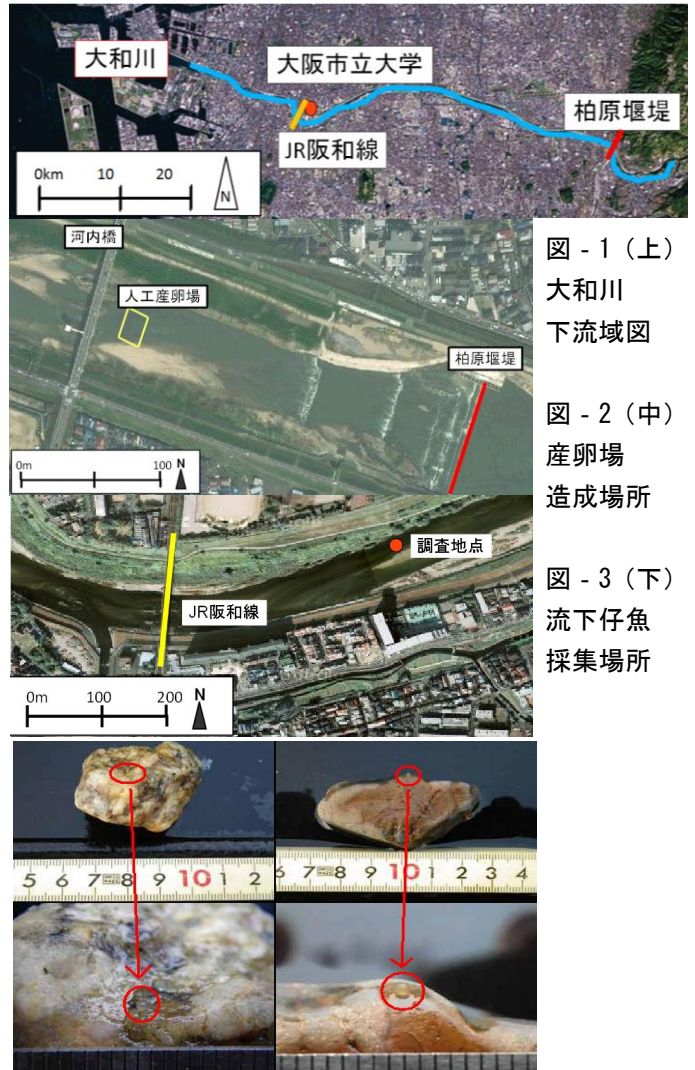 大和川
大阪市立大学
柏原堰堤
JR阪和線
0km 10 20
N
河内橋
人工産卵場
柏原堰堤
0m 100
N
図 - 1（上）
大和川
下流域図
図 - 2（中）
産卵場
造成場所
調査地点
JR阪和線
0m 100 200
N
図 - 3（下）
流下仔魚
採集場所
5 6 7 8 9 10 1 2
6 7 8 9 10 1 2 3 4